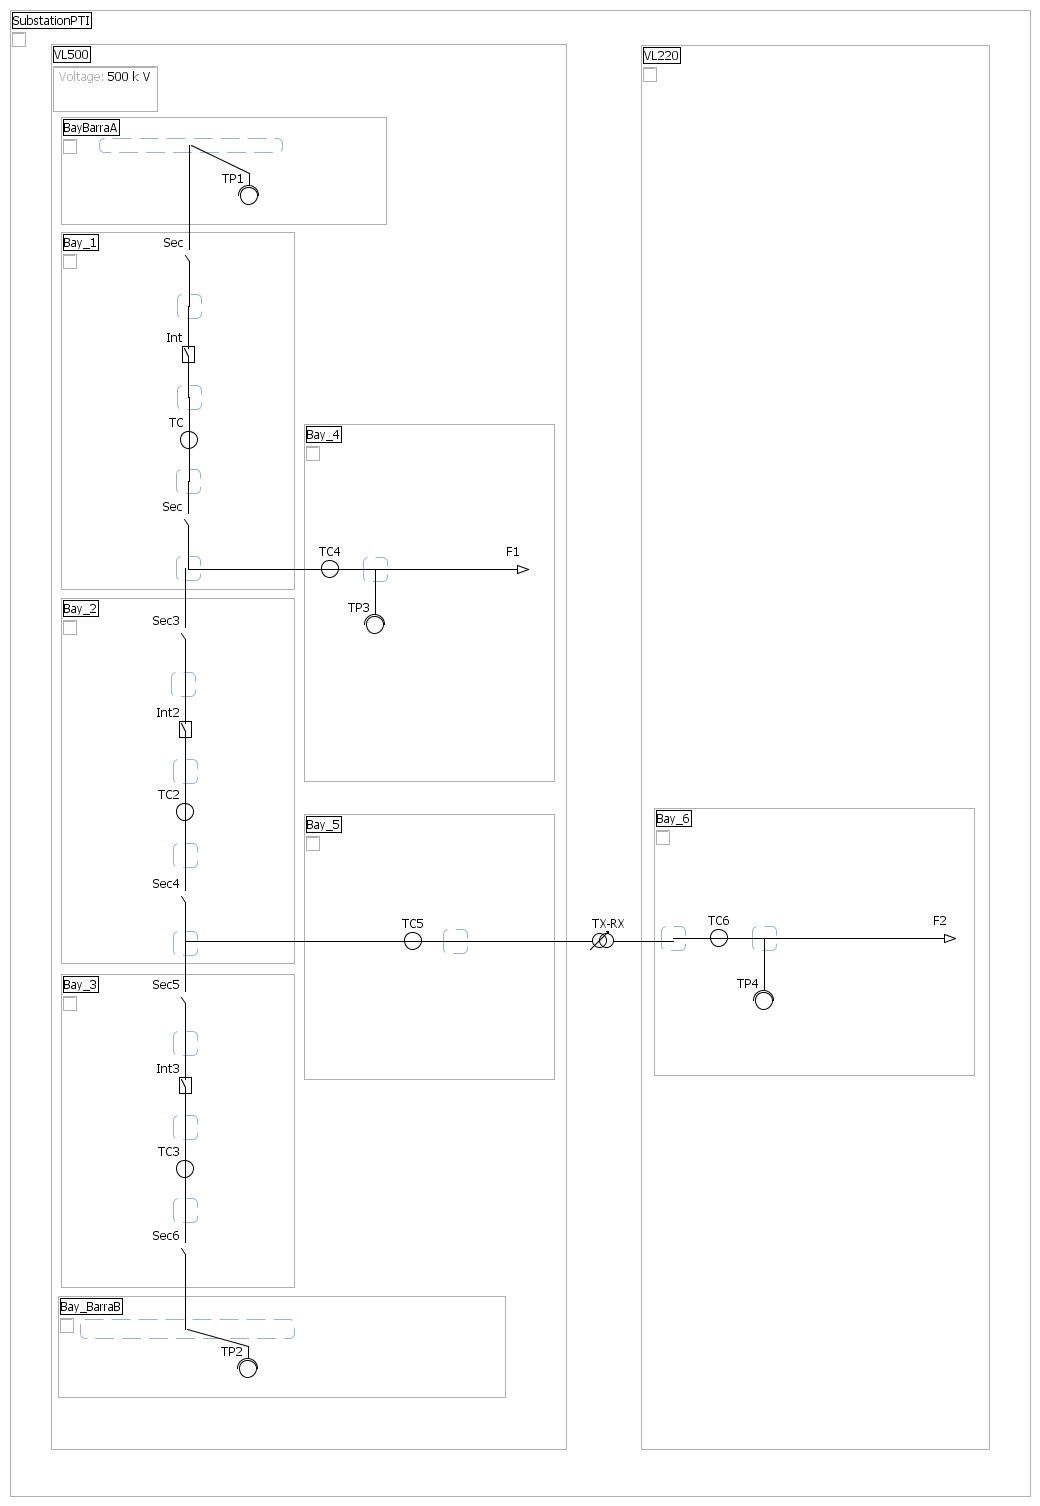 SubstationPTI
VL500
Voltage: 500 k V
BayBarraA
TP1
Bay_1
Sec
Int
TC
Sec
Bay_4
TC4
F1
TP3
Bay_2
Sec3
Int2
TC2
Sec4
Bay_5
TC5
TX-RX
Bay_3
Sec5
Int3
TC3
Sec6
Bay_BarraB
TP2
VL220
Bay_6
TC6
F2
TP4